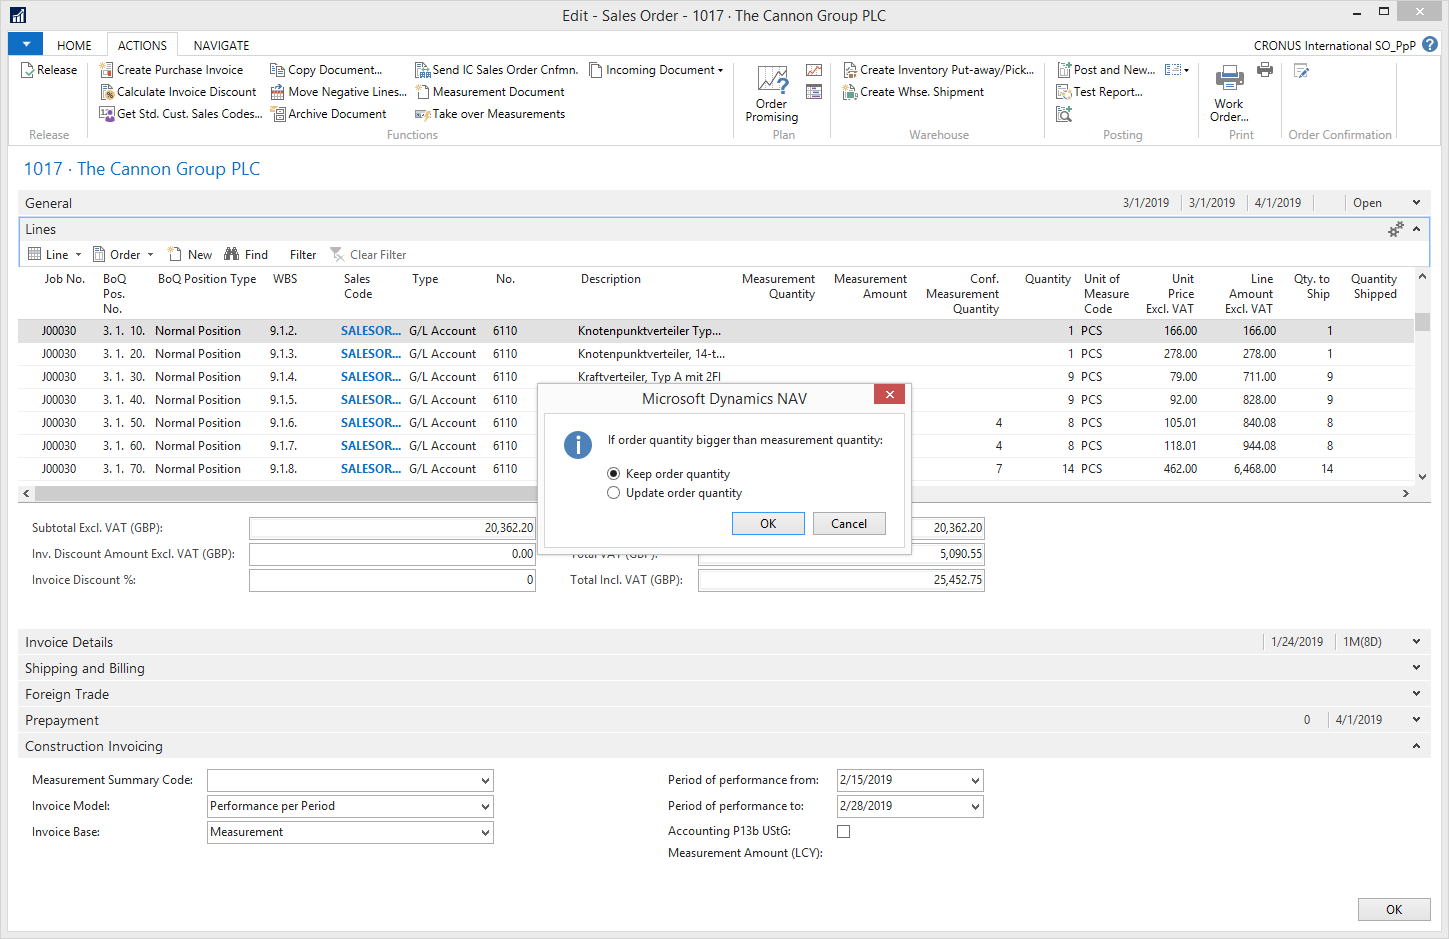 Edit - Sales Order - 1017 · The Cannon Group PLC
HOME ACTIONS NAVIGATE CRONUS International SO_PpP
Release Create Purchase Invoice Copy Document... Send IC Sales Order Cnfmn. Incoming Document Create Inventory Put-away/Pick... Post and New...
Calculate Invoice Discount Move Negative Lines... Measurement Document Create Whse. Shipment Test Report...
Order Promising Work Order...
Get Std. Cust. Sales Codes... Archive Document Take over Measurements
Release Functions Plan Warehouse Posting Print Order Confirmation
1017 · The Cannon Group PLC
General 3/1/2019 3/1/2019 4/1/2019 Open
Lines
Line Order New Find Filter Clear Filter
Job No. BoQ Pos. No. BoQ Position Type WBS Sales Code Type No. Description Measurement Quantity Measurement Amount Conf. Measurement Quantity Quantity Unit of Measure Code Unit Price Excl. VAT Line Amount Excl. VAT Qty. to Ship Quantity Shipped
J00030 3. 1. 10. Normal Position 9.1.2. SALESOR... G/L Account 6110 Knotenpunktverteiler Typ... 1 PCS 166.00 166.00 1
J00030 3. 1. 20. Normal Position 9.1.3. SALESOR... G/L Account 6110 Knotenpunktverteiler, 14-t... 1 PCS 278.00 278.00 1
J00030 3. 1. 30. Normal Position 9.1.4. SALESOR... G/L Account 6110 Kraftverteiler, Typ A mit 2Fl 9 PCS 79.00 711.00 9
J00030 3. 1. 40. Normal Position 9.1.5. SALESOR... G/L Account 6110 9 PCS 92.00 828.00 9
J00030 3. 1. 50. Normal Position 9.1.6. SALESOR... G/L Account 6110 4 8 PCS 105.01 840.08 8
J00030 3. 1. 60. Normal Position 9.1.7. SALESOR... G/L Account 6110 4 8 PCS 118.01 944.08 8
J00030 3. 1. 70. Normal Position 9.1.8. SALESOR... G/L Account 6110 7 14 PCS 462.00 6,468.00 14
Microsoft Dynamics NAV
If order quantity bigger than measurement quantity:
Keep order quantity
Update order quantity
OK Cancel
Subtotal Excl. VAT (GBP): 20,362.20 20,362.20
Inv. Discount Amount Excl. VAT (GBP): 0.00 Total VAT (GBP): 5,090.55
Invoice Discount %: 0 Total Incl. VAT (GBP): 25,452.75
Invoice Details 1/24/2019 1M(8D)
Shipping and Billing
Foreign Trade
Prepayment 0 4/1/2019
Construction Invoicing
Measurement Summary Code: Period of performance from: 2/15/2019
Invoice Model: Performance per Period Period of performance to: 2/28/2019
Invoice Base: Measurement Accounting P13b UStG:
Measurement Amount (LCY):
OK